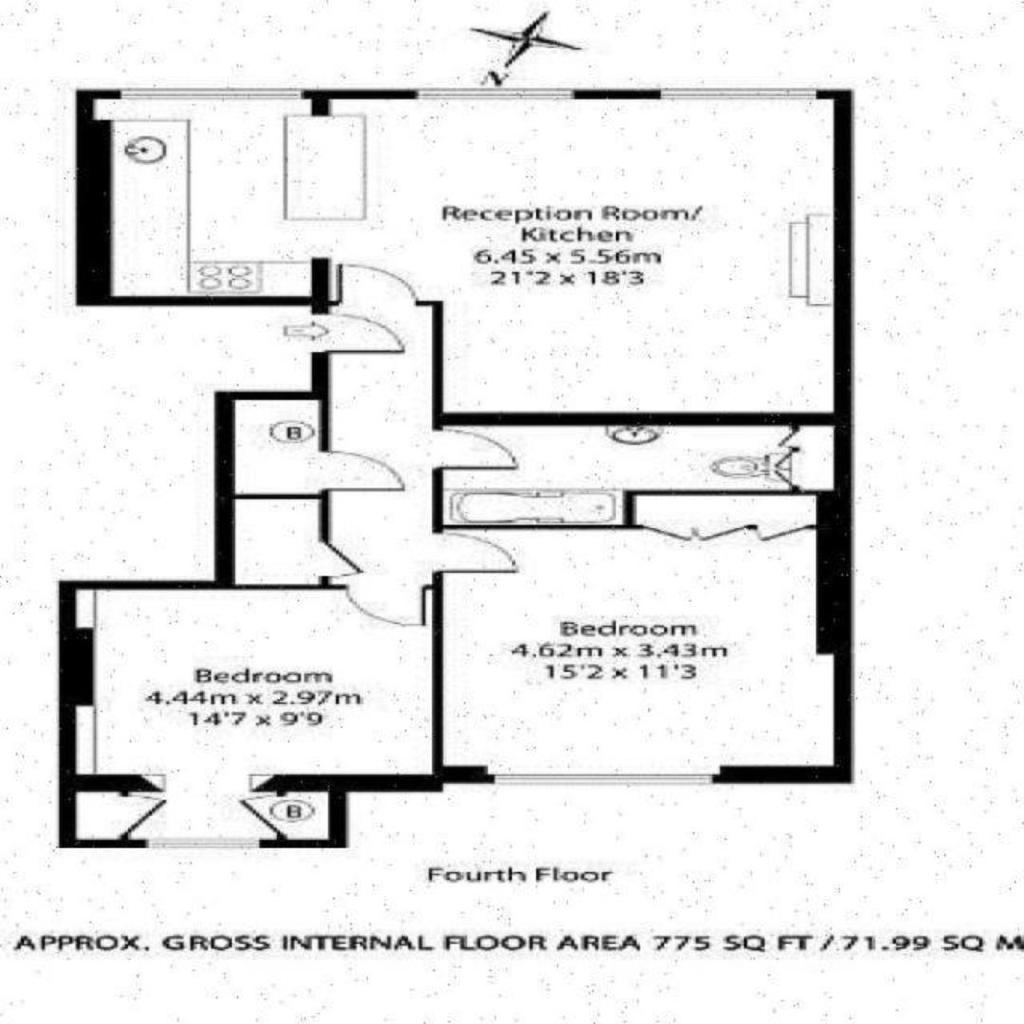 N
Reception Room/
Kitchen
6.45 x 5.56m
21'2 x 18'3
B
Bedroom
4.62m x 3.43m
15'2 x 11'3
Bedroom
4.44m x 2.97m
14'7 x 9'9
B
Fourth Floor
APPROX. GROSS INTERNAL FLOOR AREA 775 SQ FT / 71.99 SQ M